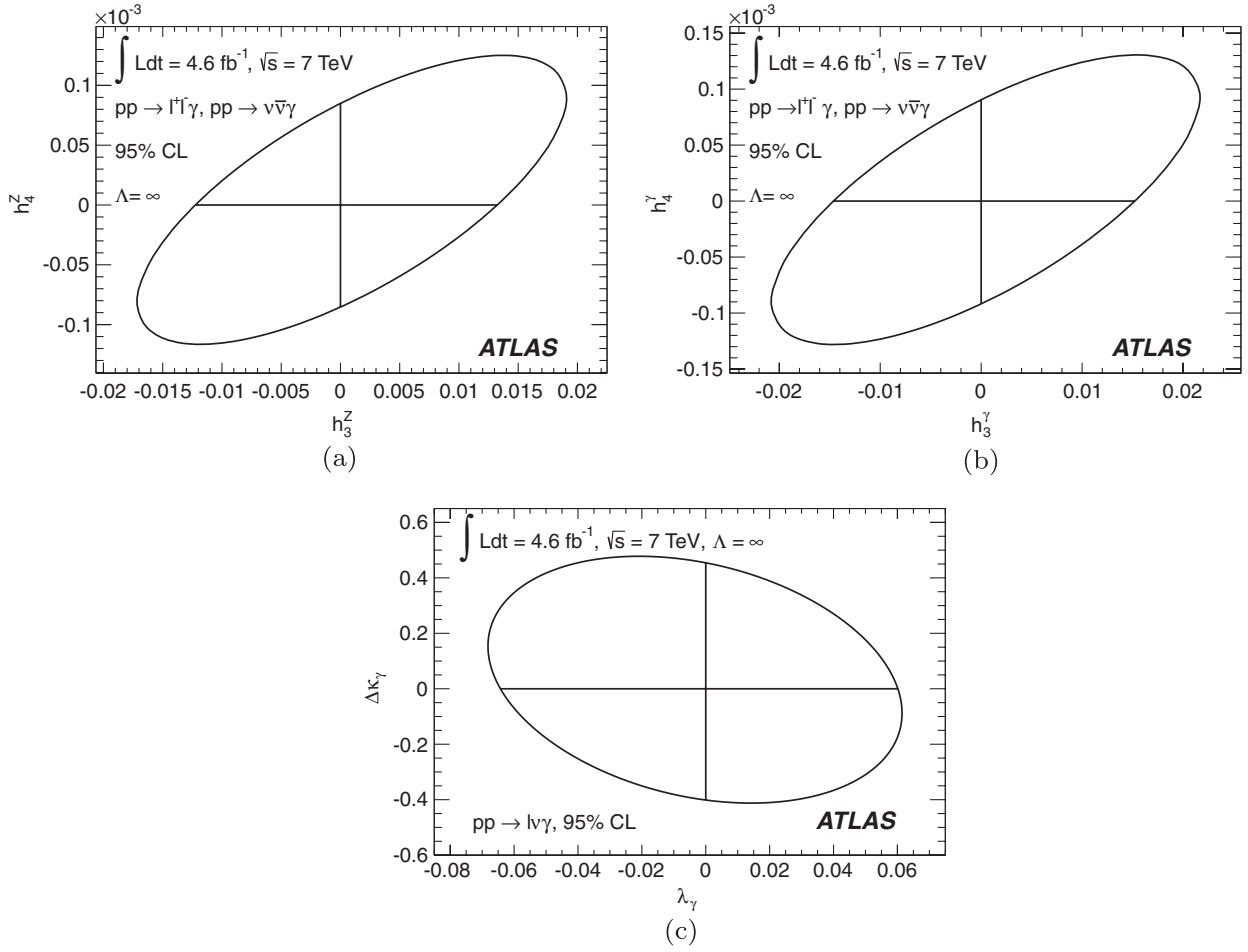 ×10⁻³
∫ Ldt = 4.6 fb⁻¹, √s = 7 TeV
pp → l⁺l⁻γ, pp → νν̄γ
95% CL
Λ = ∞
0.1
0.05
0
-0.05
-0.1
h₄ᶻ
-0.02 -0.015 -0.01 -0.005 0 0.005 0.01 0.015 0.02
h₃ᶻ
ATLAS
(a)
×10⁻³
∫ Ldt = 4.6 fb⁻¹, √s = 7 TeV
pp → l⁺l⁻ γ, pp → νν̄γ
95% CL
Λ = ∞
0.15
0.1
0.05
0
-0.05
-0.1
-0.15
h₄ᵞ
-0.02 -0.01 0 0.01 0.02
h₃ᵞ
ATLAS
(b)
∫ Ldt = 4.6 fb⁻¹, √s = 7 TeV, Λ = ∞
0.6
0.4
0.2
0
-0.2
-0.4
-0.6
Δκᵧ
pp → lνγ, 95% CL
ATLAS
-0.08 -0.06 -0.04 -0.02 0 0.02 0.04 0.06
λᵧ
(c)